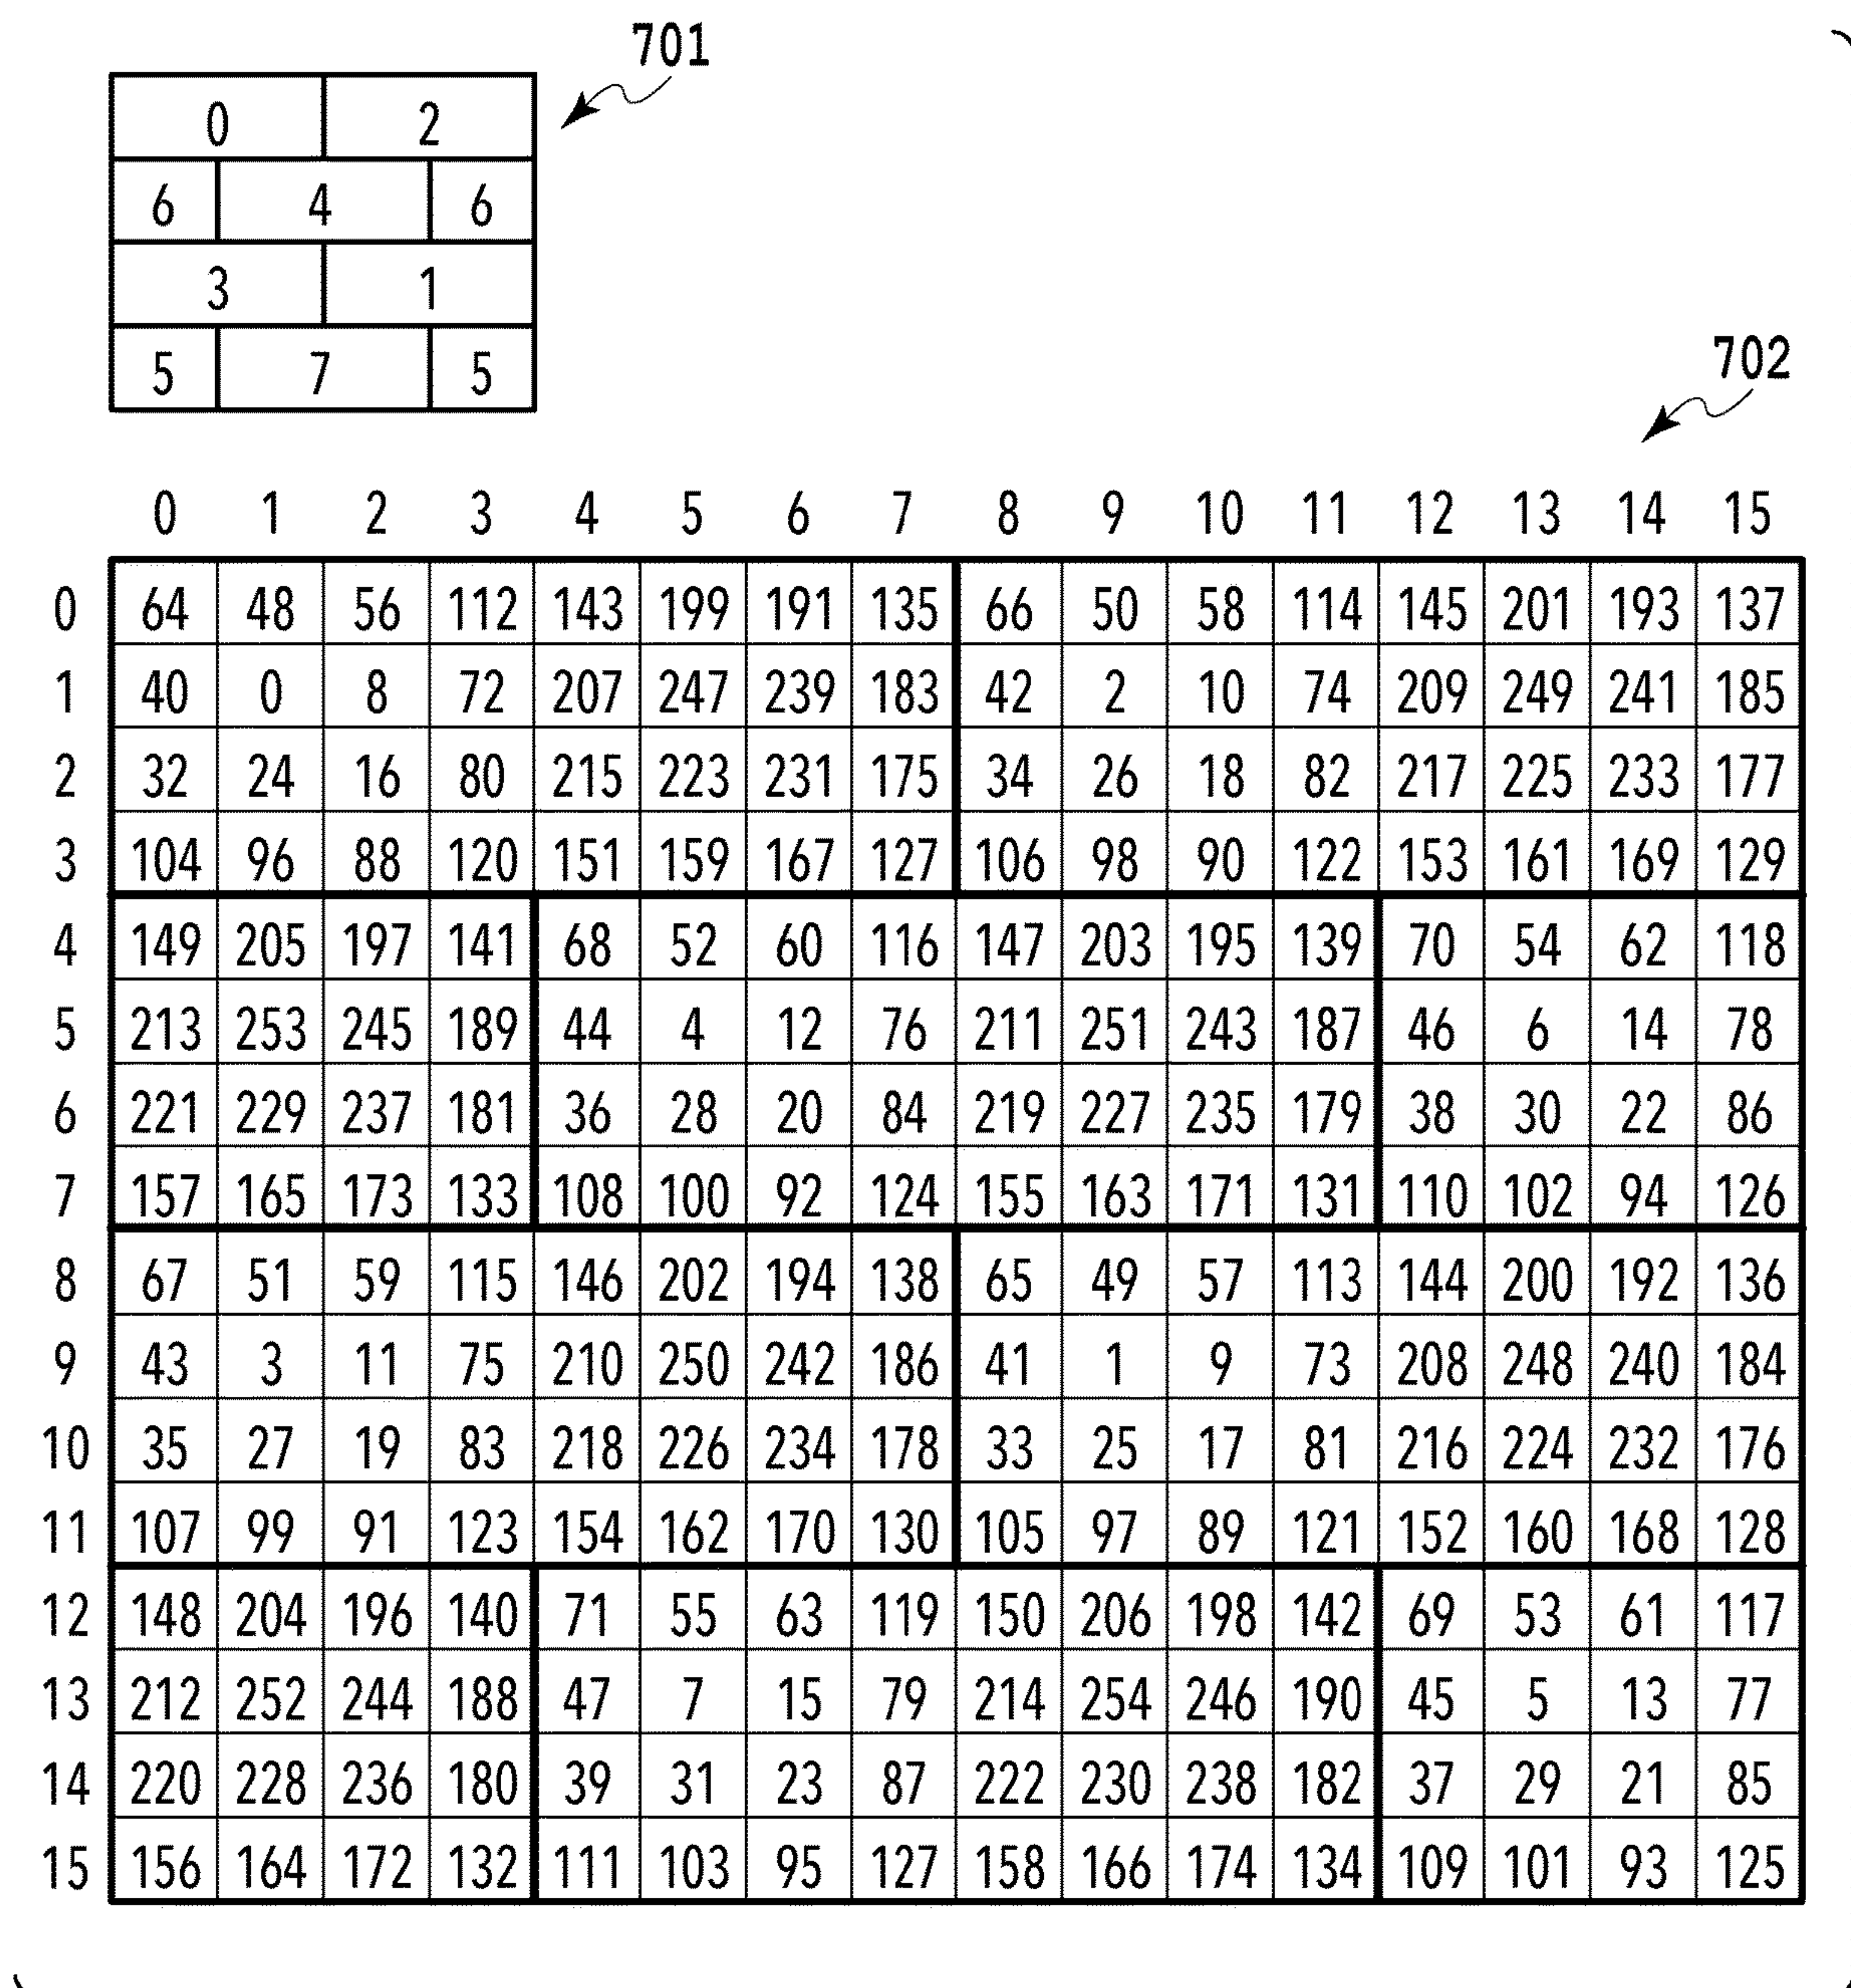 701
0 2
6 4 6
3 1
5 7 5
702
0 1 2 3 4 5 6 7 8 9 10 11 12 13 14 15
0 64 48 56 112 143 199 191 135 66 50 58 114 145 201 193 137
1 40 0 8 72 207 247 239 183 42 2 10 74 209 249 241 185
2 32 24 16 80 215 223 231 175 34 26 18 82 217 225 233 177
3 104 96 88 120 151 159 167 127 106 98 90 122 153 161 169 129
4 149 205 197 141 68 52 60 116 147 203 195 139 70 54 62 118
5 213 253 245 189 44 4 12 76 211 251 243 187 46 6 14 78
6 221 229 237 181 36 28 20 84 219 227 235 179 38 30 22 86
7 157 165 173 133 108 100 92 124 155 163 171 131 110 102 94 126
8 67 51 59 115 146 202 194 138 65 49 57 113 144 200 192 136
9 43 3 11 75 210 250 242 186 41 1 9 73 208 248 240 184
10 35 27 19 83 218 226 234 178 33 25 17 81 216 224 232 176
11 107 99 91 123 154 162 170 130 105 97 89 121 152 160 168 128
12 148 204 196 140 71 55 63 119 150 206 198 142 69 53 61 117
13 212 252 244 188 47 7 15 79 214 254 246 190 45 5 13 77
14 220 228 236 180 39 31 23 87 222 230 238 182 37 29 21 85
15 156 164 172 132 111 103 95 127 158 166 174 134 109 101 93 125